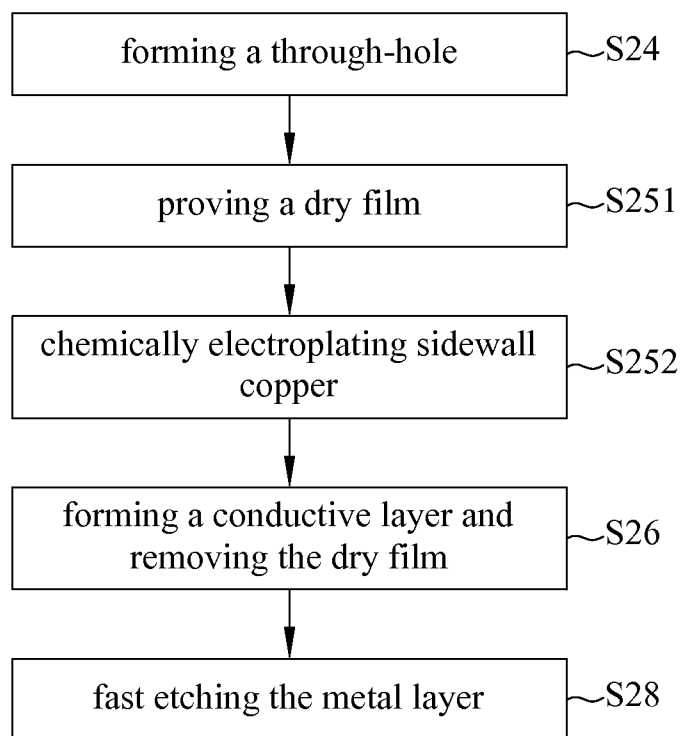 forming a through-hole S24
proving a dry film S251
chemically electroplating sidewall
copper S252
forming a conductive layer and
removing the dry film S26
fast etching the metal layer S28